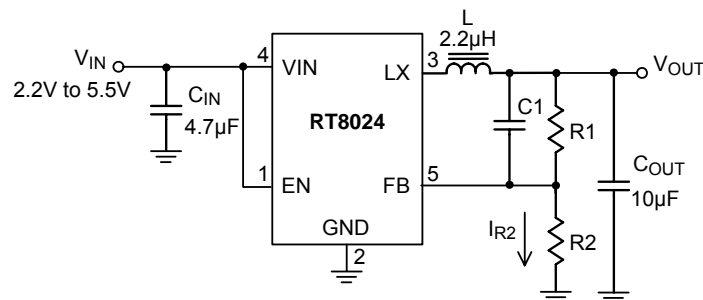 L
2.2µH
V_IN
2.2V to 5.5V
4
VIN
3
LX
V_OUT
C_IN
4.7µF
RT8024
C1
R1
1
EN
5
FB
C_OUT
10µF
GND
2
I_R2
R2